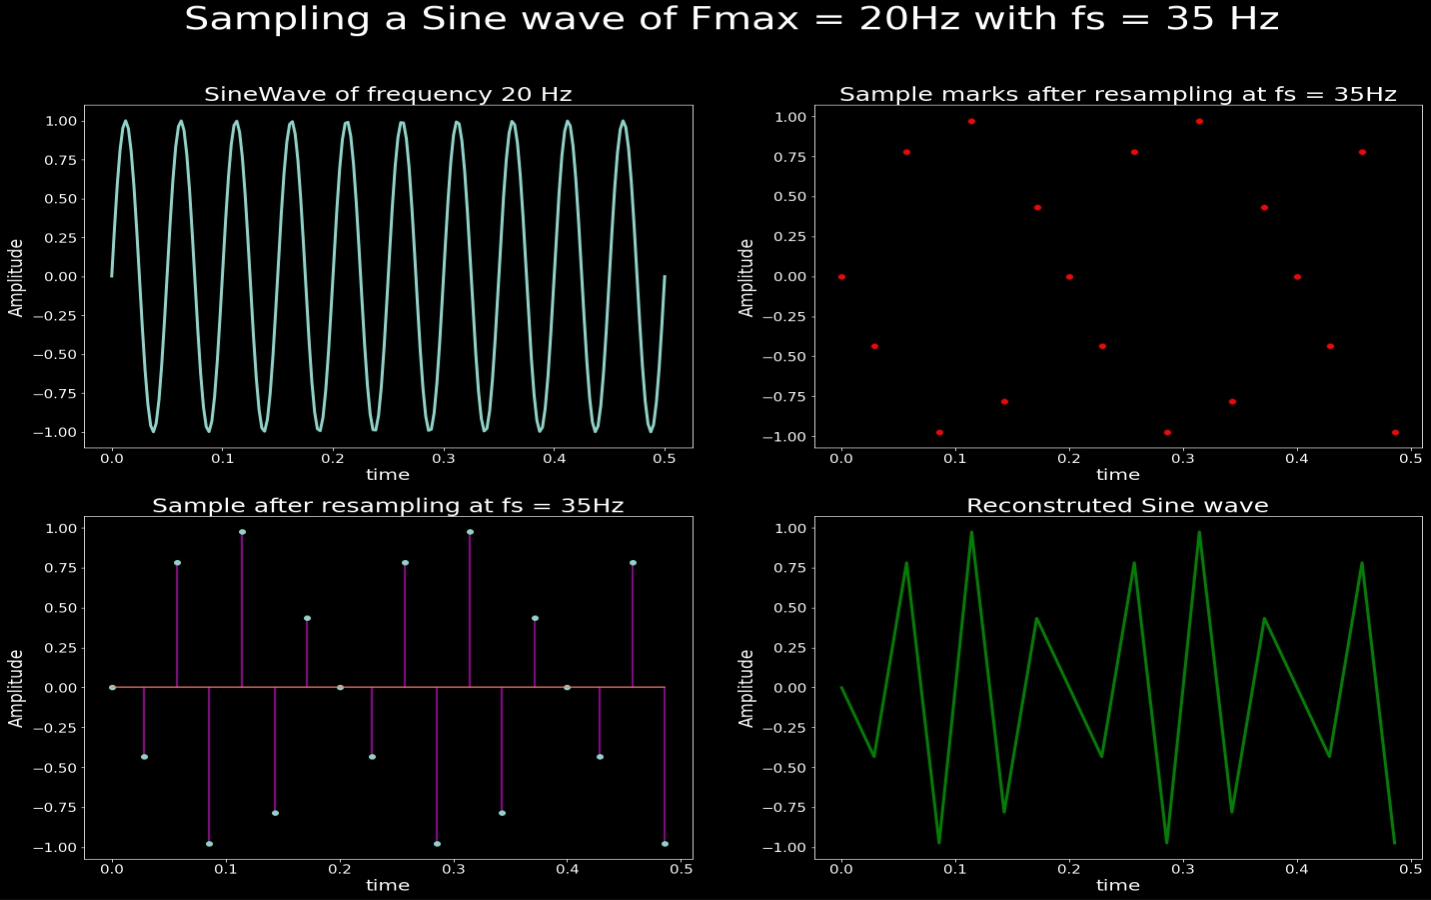 Sampling a Sine wave of Fmax = 20Hz with fs = 35 Hz
SineWave of frequency 20 Hz
1.00
0.75
0.50
0.25
0.00
−0.25
−0.50
−0.75
−1.00
Amplitude
0.0 0.1 0.2 0.3 0.4 0.5
time
Sample marks after resampling at fs = 35Hz
1.00
0.75
0.50
0.25
0.00
−0.25
−0.50
−0.75
−1.00
Amplitude
0.0 0.1 0.2 0.3 0.4 0.5
time
Sample after resampling at fs = 35Hz
1.00
0.75
0.50
0.25
0.00
−0.25
−0.50
−0.75
−1.00
Amplitude
0.0 0.1 0.2 0.3 0.4 0.5
time
Reconstruted Sine wave
1.00
0.75
0.50
0.25
0.00
−0.25
−0.50
−0.75
−1.00
Amplitude
0.0 0.1 0.2 0.3 0.4 0.5
time